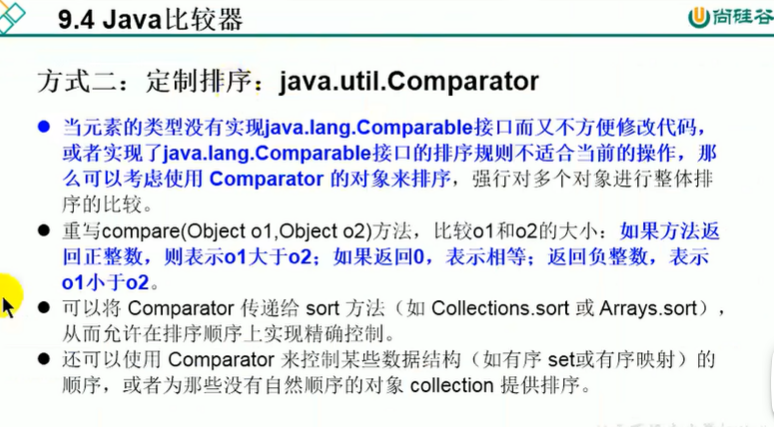 9.4 Java比较器
尚硅谷
方式二：定制排序：java.util.Comparator
当元素的类型没有实现java.lang.Comparable接口而又不方便修改代码，
或者实现了java.lang.Comparable接口的排序规则不适合当前的操作，那
么可以考虑使用 Comparator 的对象来排序，强行对多个对象进行整体排
序的比较。
重写compare(Object o1,Object o2)方法，比较o1和o2的大小：如果方法返
回正整数，则表示o1大于o2；如果返回0，表示相等；返回负整数，表示
o1小于o2。
可以将 Comparator 传递给 sort 方法（如 Collections.sort 或 Arrays.sort），
从而允许在排序顺序上实现精确控制。
还可以使用 Comparator 来控制某些数据结构（如有序 set或有序映射）的
顺序，或者为那些没有自然顺序的对象 collection 提供排序。